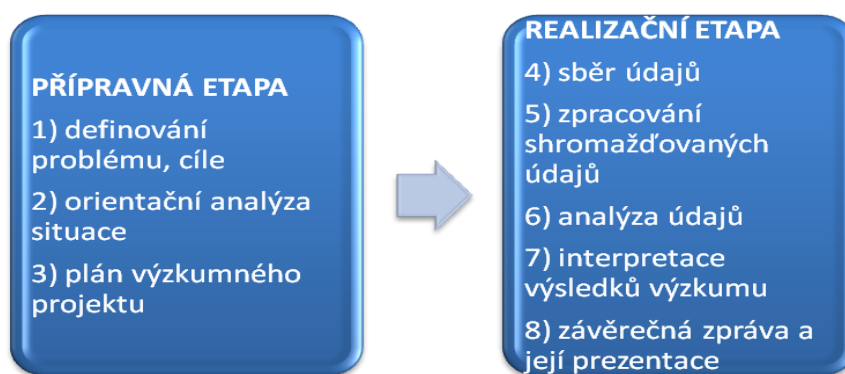 PŘÍPRAVNÁ ETAPA
1) definování
problému, cíle
2) orientační analýza
situace
3) plán výzkumného
projektu
REALIZAČNÍ ETAPA
4) sběr údajů
5) zpracování
shromažďovaných
údajů
6) analýza údajů
7) interpretace
výsledků výzkumu
8) závěrečná zpráva a
její prezentace